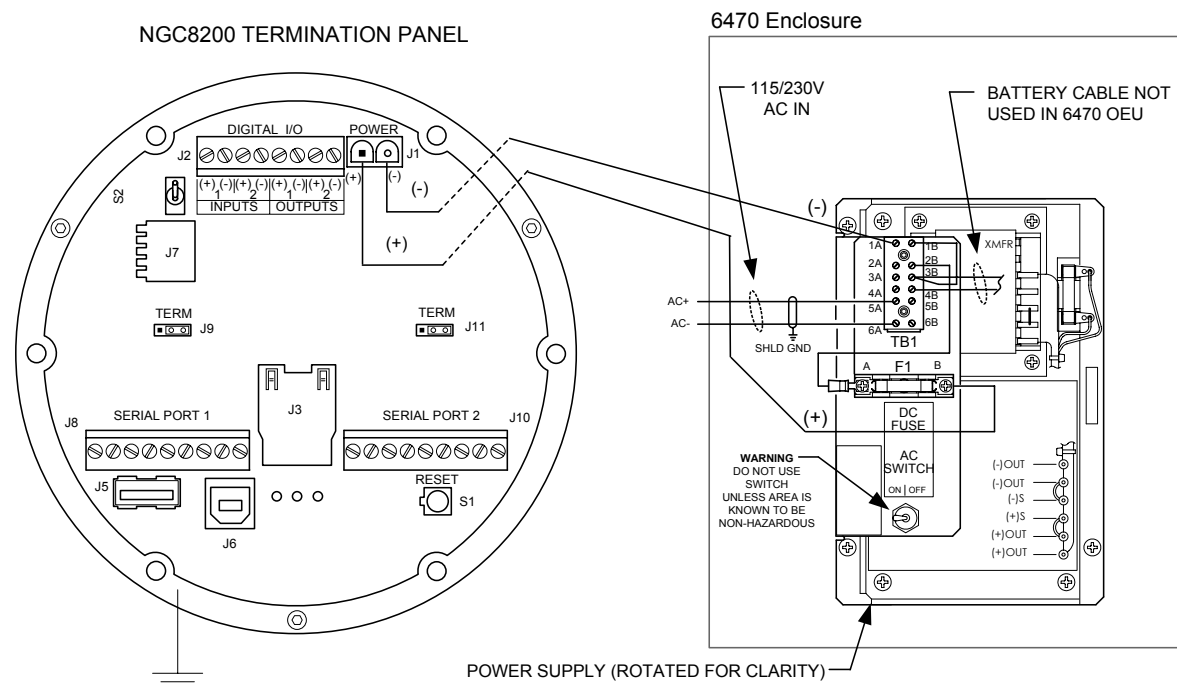 NGC8200 TERMINATION PANEL
6470 Enclosure
115/230V
AC IN
BATTERY CABLE NOT
USED IN 6470 OEU
DIGITAL I/O
POWER
J2
J1
(+) (-) (+) (-) (+) (-) (+) (-)
1 2 1 2
INPUTS OUTPUTS
(+)
(-)
(-)
(+)
S2
J7
TERM
J9
TERM
J11
J3
SERIAL PORT 1
J8
SERIAL PORT 2
J10
J5
J6
RESET
S1
(-)
1A
1B
XMFR
2A
2B
3A
3B
4A
4B
5A
5B
6A
6B
TB1
AC+
AC-
SHLD GND
A
F1
B
(+)
DC
FUSE
AC
SWITCH
ON | OFF
WARNING
DO NOT USE
SWITCH
UNLESS AREA IS
KNOWN TO BE
NON-HAZARDOUS
(-)OUT
(-)OUT
(-)S
(+)S
(+)OUT
(+)OUT
POWER SUPPLY (ROTATED FOR CLARITY)